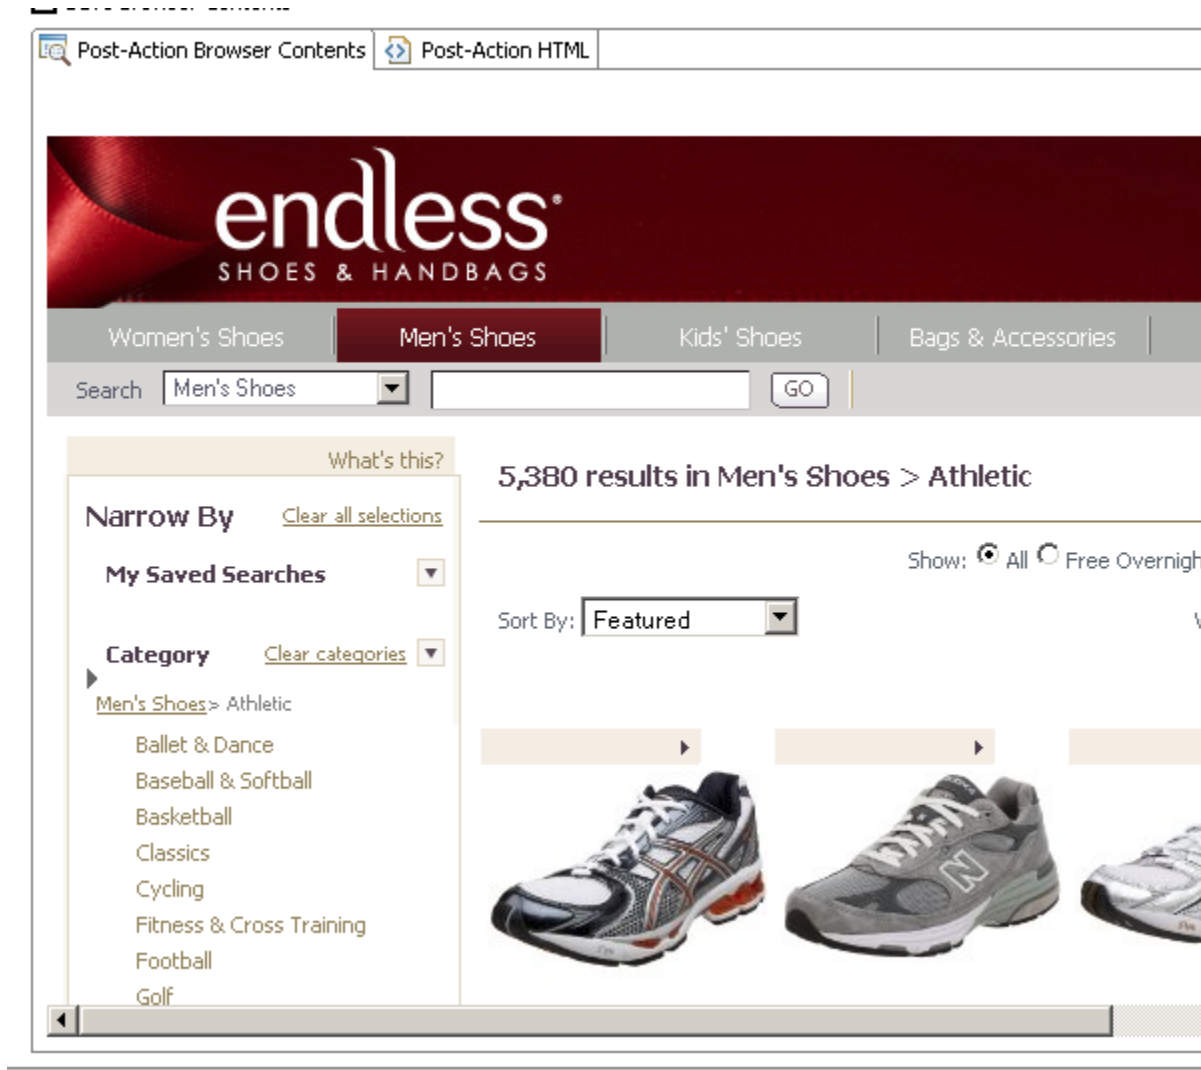 Post-Action Browser Contents
Post-Action HTML
endless®
SHOES & HANDBAGS
Women's Shoes Men's Shoes Kids' Shoes Bags & Accessories
Search Men's Shoes GO
What's this?
5,380 results in Men's Shoes > Athletic
Narrow By Clear all selections
Show: All Free Overnigh
My Saved Searches
Sort By: Featured
Category Clear categories
Men's Shoes> Athletic
Ballet & Dance
Baseball & Softball
Basketball
Classics
Cycling
Fitness & Cross Training
Football
Golf
N